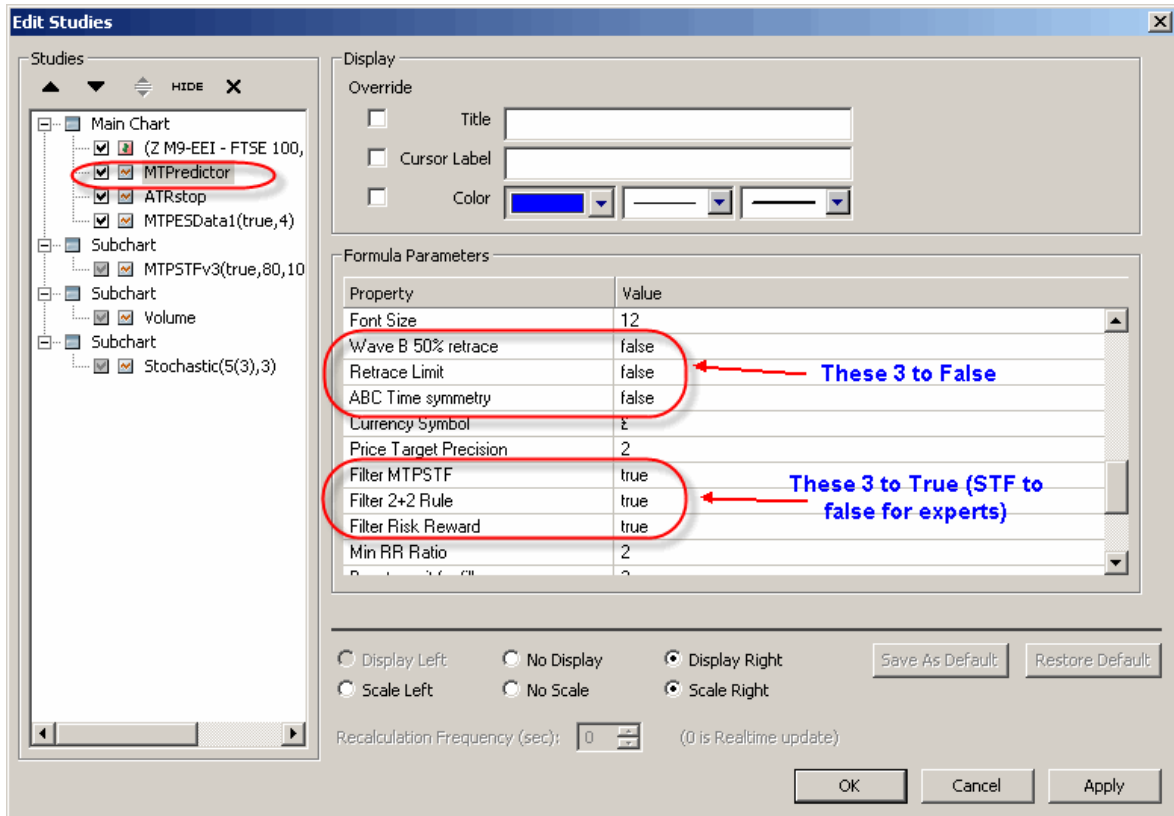 Edit Studies
Studies
HIDE
Main Chart
(Z M9-EEI - FTSE 100,
MTPredictor
ATRstop
MTPESData1(true,4)
Subchart
MTPSTFv3(true,80,10
Subchart
Volume
Subchart
Stochastic(5(3),3)
Display
Override
Title
Cursor Label
Color
Formula Parameters
Property Value
Font Size 12
Wave B 50% retrace false
Retrace Limit false
ABC Time symmetry false
These 3 to False
Currency Symbol £
Price Target Precision 2
Filter MTPSTF true
Filter 2+2 Rule true
Filter Risk Reward true
These 3 to True (STF to
false for experts)
Min RR Ratio 2
Display Left No Display Display Right Save As Default Restore Default
Scale Left No Scale Scale Right
Recalculation Frequency (sec): 0 (0 is Realtime update)
OK Cancel Apply